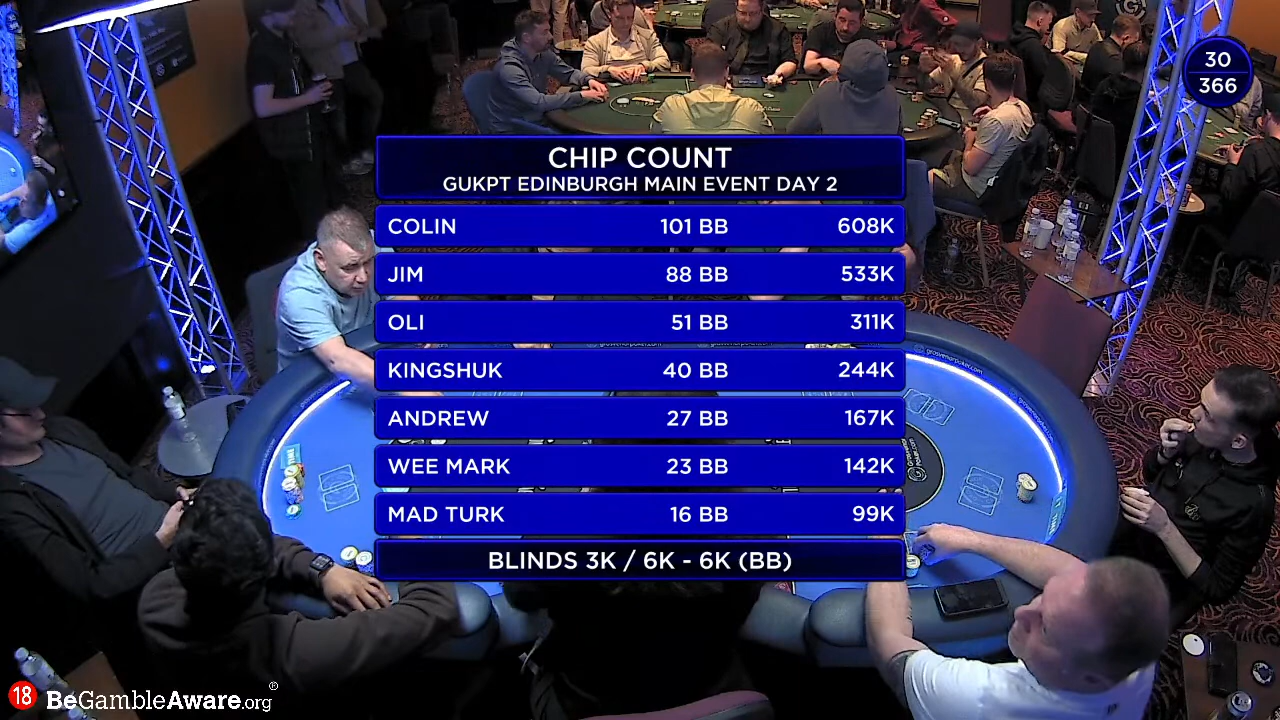 30
366
CHIP COUNT
GUKPT EDINBURGH MAIN EVENT DAY 2
COLIN 101 BB 608K
JIM 88 BB 533K
OLI 51 BB 311K
KINGSHUK 40 BB 244K
ANDREW 27 BB 167K
WEE MARK 23 BB 142K
MAD TURK 16 BB 99K
BLINDS 3K / 6K - 6K (BB)
grosvenorpoker.com
18 BeGambleAware.org®